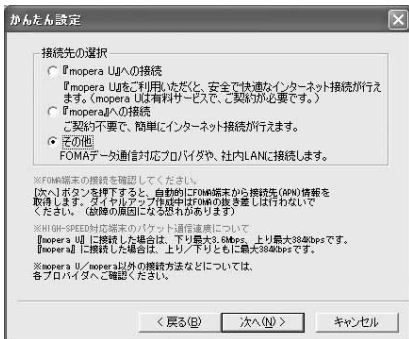 かんたん設定
接続先の選択
『mopera U』への接続
『mopera U』をご利用いただくと、安全で快適なインターネット接続が行え
ます。(mopera Uは有料サービスで、ご契約が必要です。)
『mopera』への接続
ご契約不要で、簡単にインターネット接続が行えます。
その他
FOMAデータ通信対応プロバイダや、社内LANに接続します。
※FOMA端末の接続を確認してください。
[次へ]ボタンを押下すると、自動的にFOMA端末から接続先(APN)情報を
取得します。ダイヤルアップ作成中はFOMAの抜き差しは行わないで
ください。(故障の原因になる恐れがあります)
※HIGH-SPEED対応端末のパケット通信速度について
『mopera U』に接続した場合は、下り最大3.6Mbps、上り最大384kbpsです。
『mopera』に接続した場合は、上り/下りともに最大384kbpsです。
※mopera U/mopera以外の接続方法などについては、
各プロバイダへご確認ください。
< 戻る(B)
次へ(N) >
キャンセル